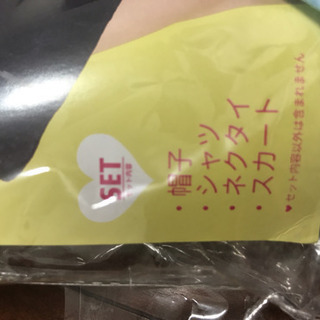 SET
セット内容
・帽子
・シャツ
・ネクタイ
・スカート
♥セット内容以外は含まれません